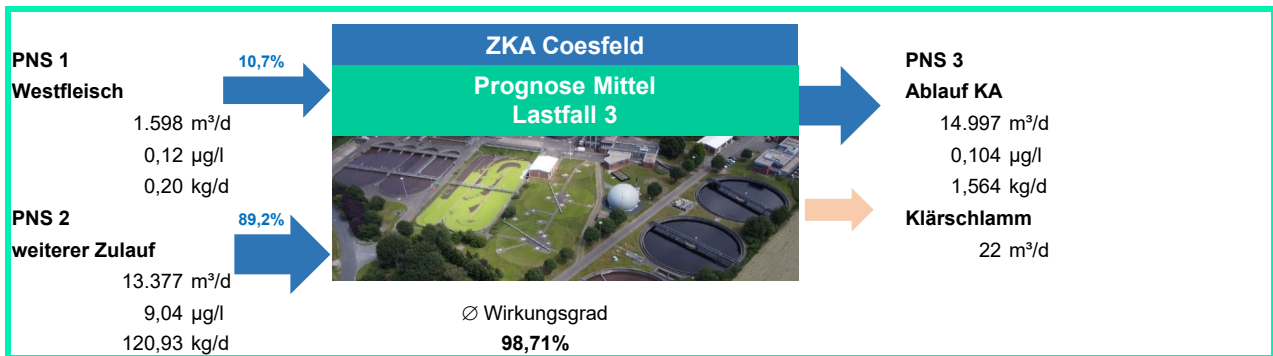 PNS 1
Westfleisch
1.598 m³/d
0,12 µg/l
0,20 kg/d
10,7%
PNS 2
weiterer Zulauf
13.377 m³/d
9,04 µg/l
120,93 kg/d
89,2%
ZKA Coesfeld
Prognose Mittel
Lastfall 3
∅ Wirkungsgrad
98,71%
PNS 3
Ablauf KA
14.997 m³/d
0,104 µg/l
1,564 kg/d
Klärschlamm
22 m³/d